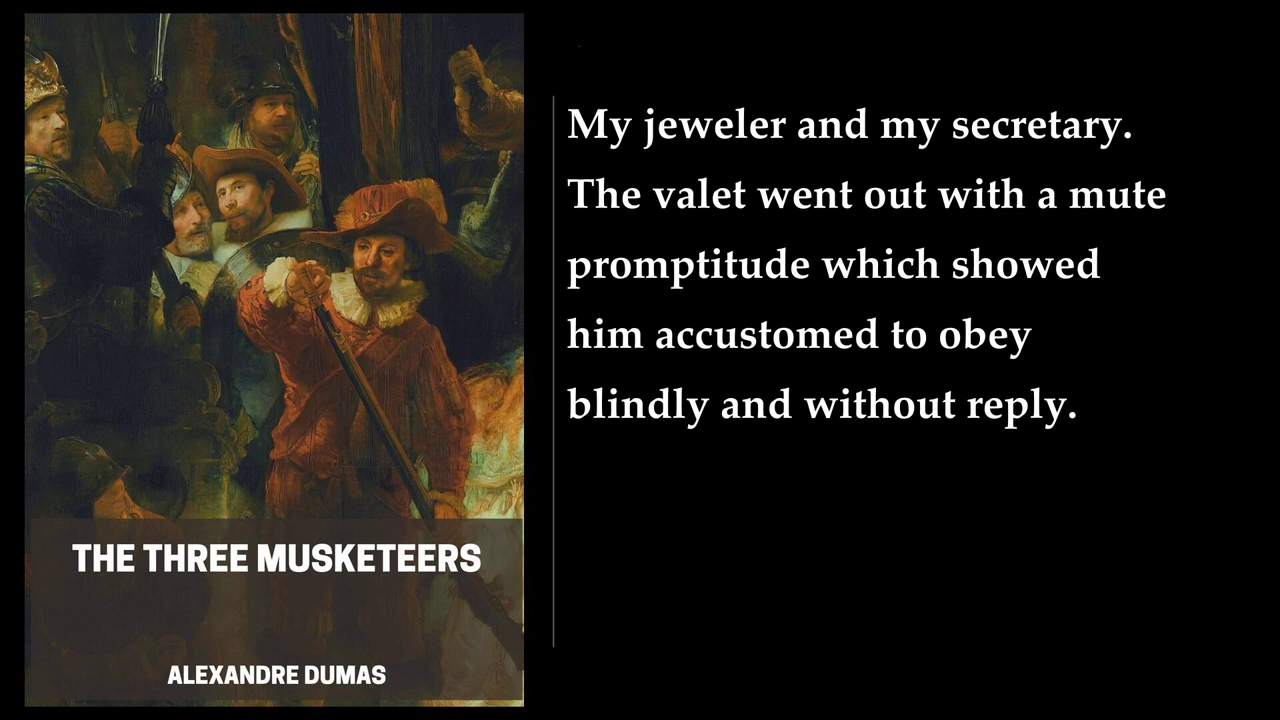 THE THREE MUSKETEERS
ALEXANDRE DUMAS
My jeweler and my secretary.
The valet went out with a mute
promptitude which showed
him accustomed to obey
blindly and without reply.